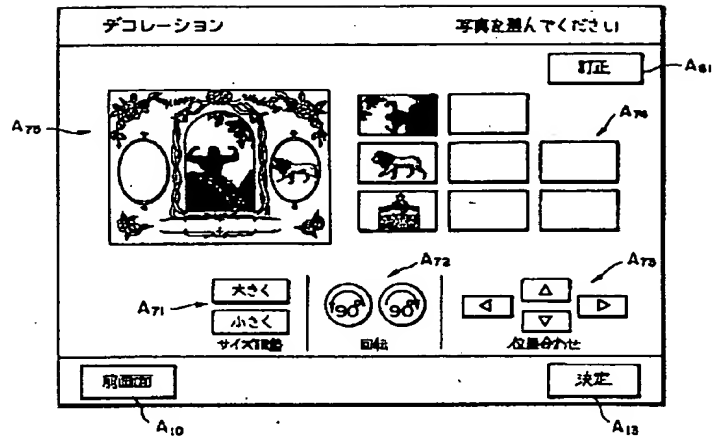 デコレーション 写真を選んでください
訂正 A61
A75 A74
A72 A73
A71 大きく 90° 90° △
◁ ▷
小さく ▽
サイズ調整 回転 位置合わせ
前画面 決定
A10 A13